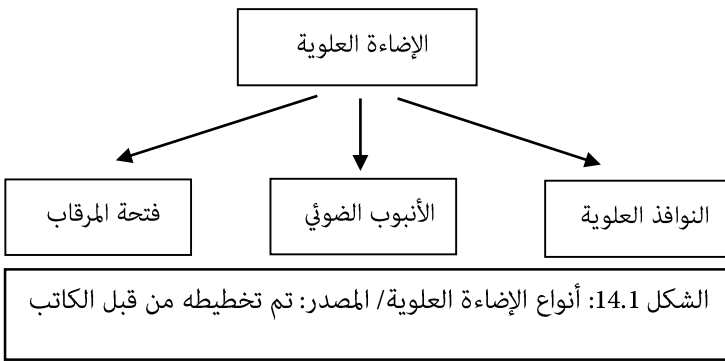 الإضاءة العلوية
النوافذ العلوية
الأنبوب الضوئي
فتحة المرقاب
الشكل 14.1: أنواع الإضاءة العلوية/ المصدر: تم تخطيطه من قبل الكاتب